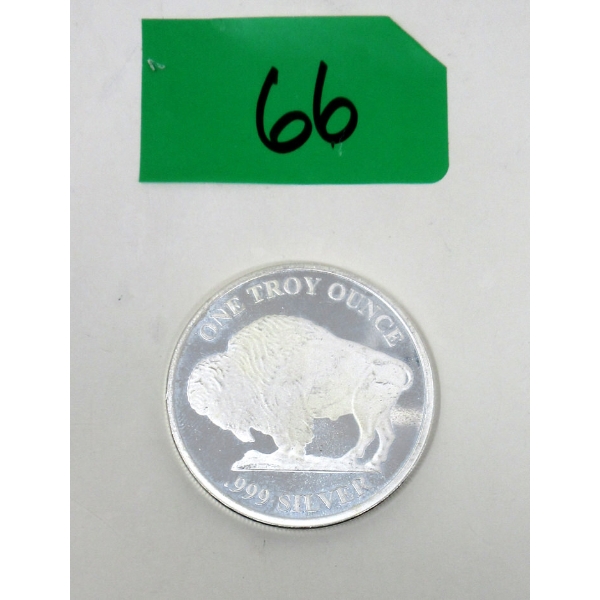 66
ONE TROY OUNCE
.999 SILVER